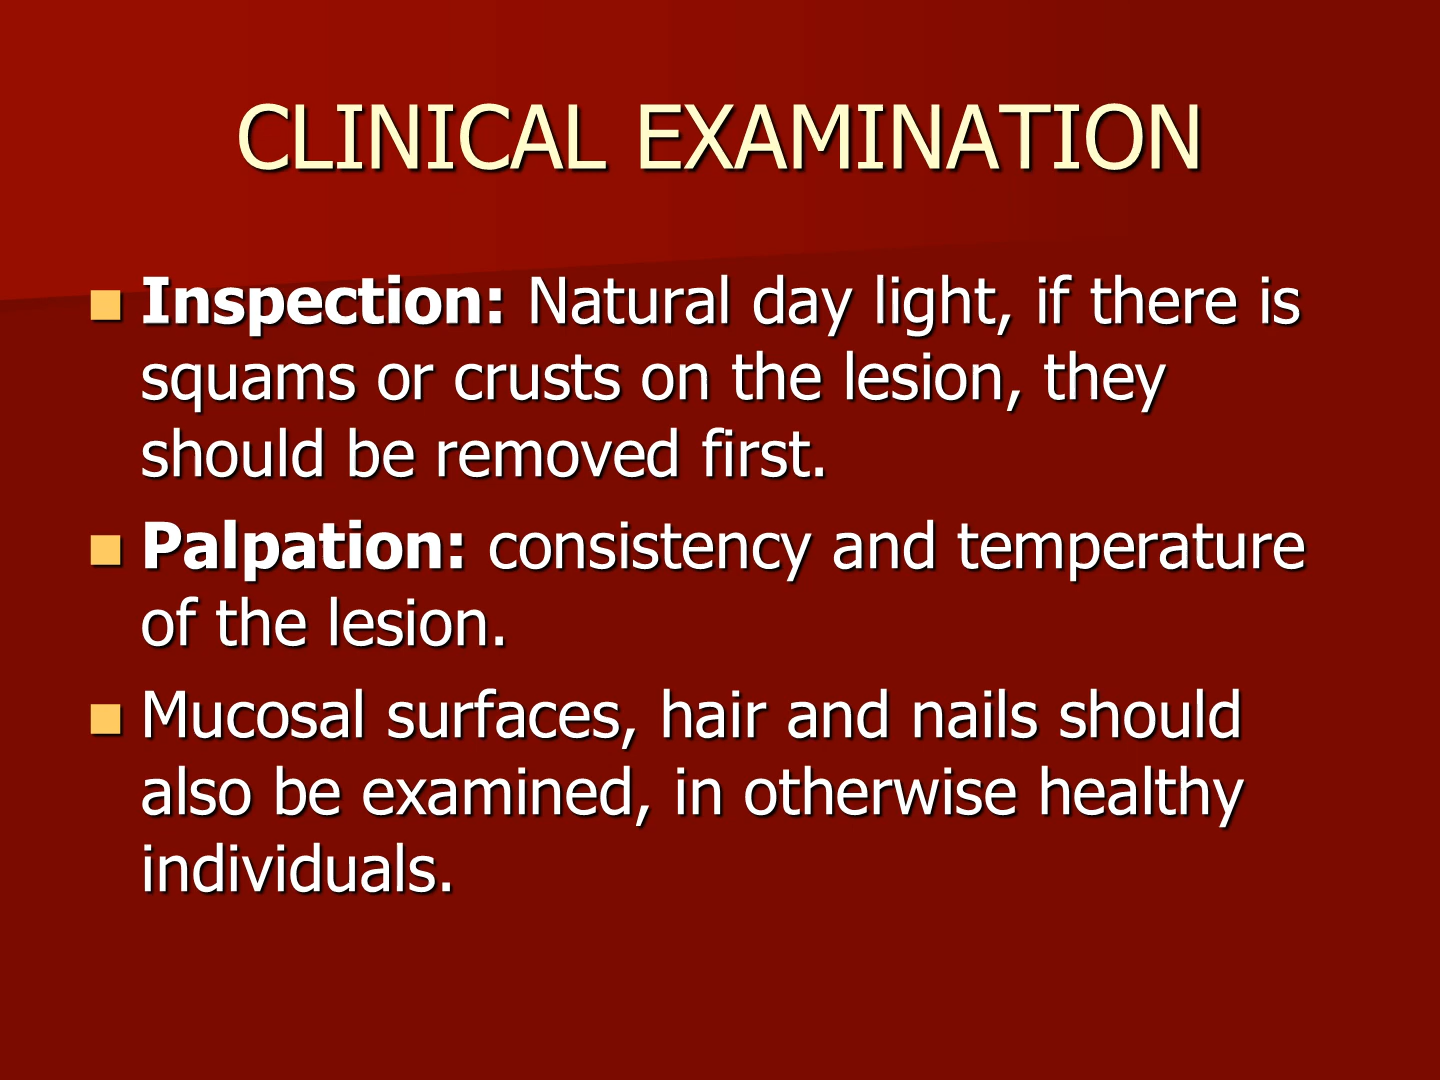 CLINICAL EXAMINATION
Inspection: Natural day light, if there is
squams or crusts on the lesion, they
should be removed first.
Palpation: consistency and temperature
of the lesion.
Mucosal surfaces, hair and nails should
also be examined, in otherwise healthy
individuals.